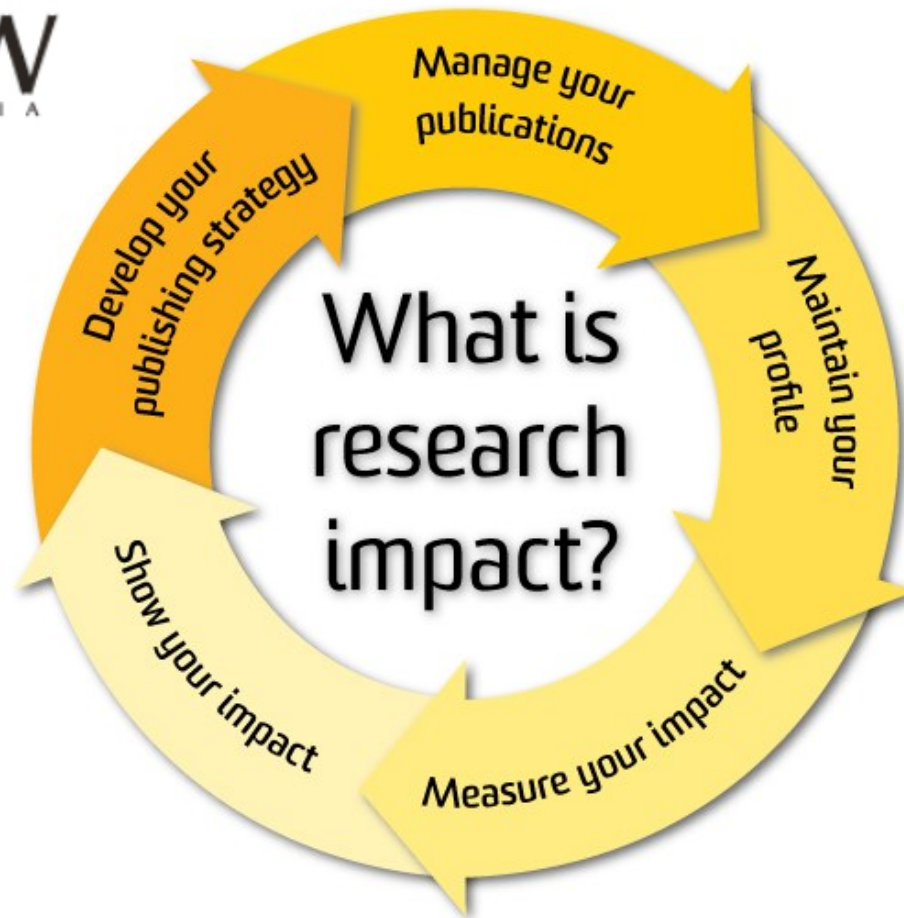 Develop your
publishing strategy
Manage your
publications
Maintain your
profile
Measure your impact
Show your impact
What is
research
impact?